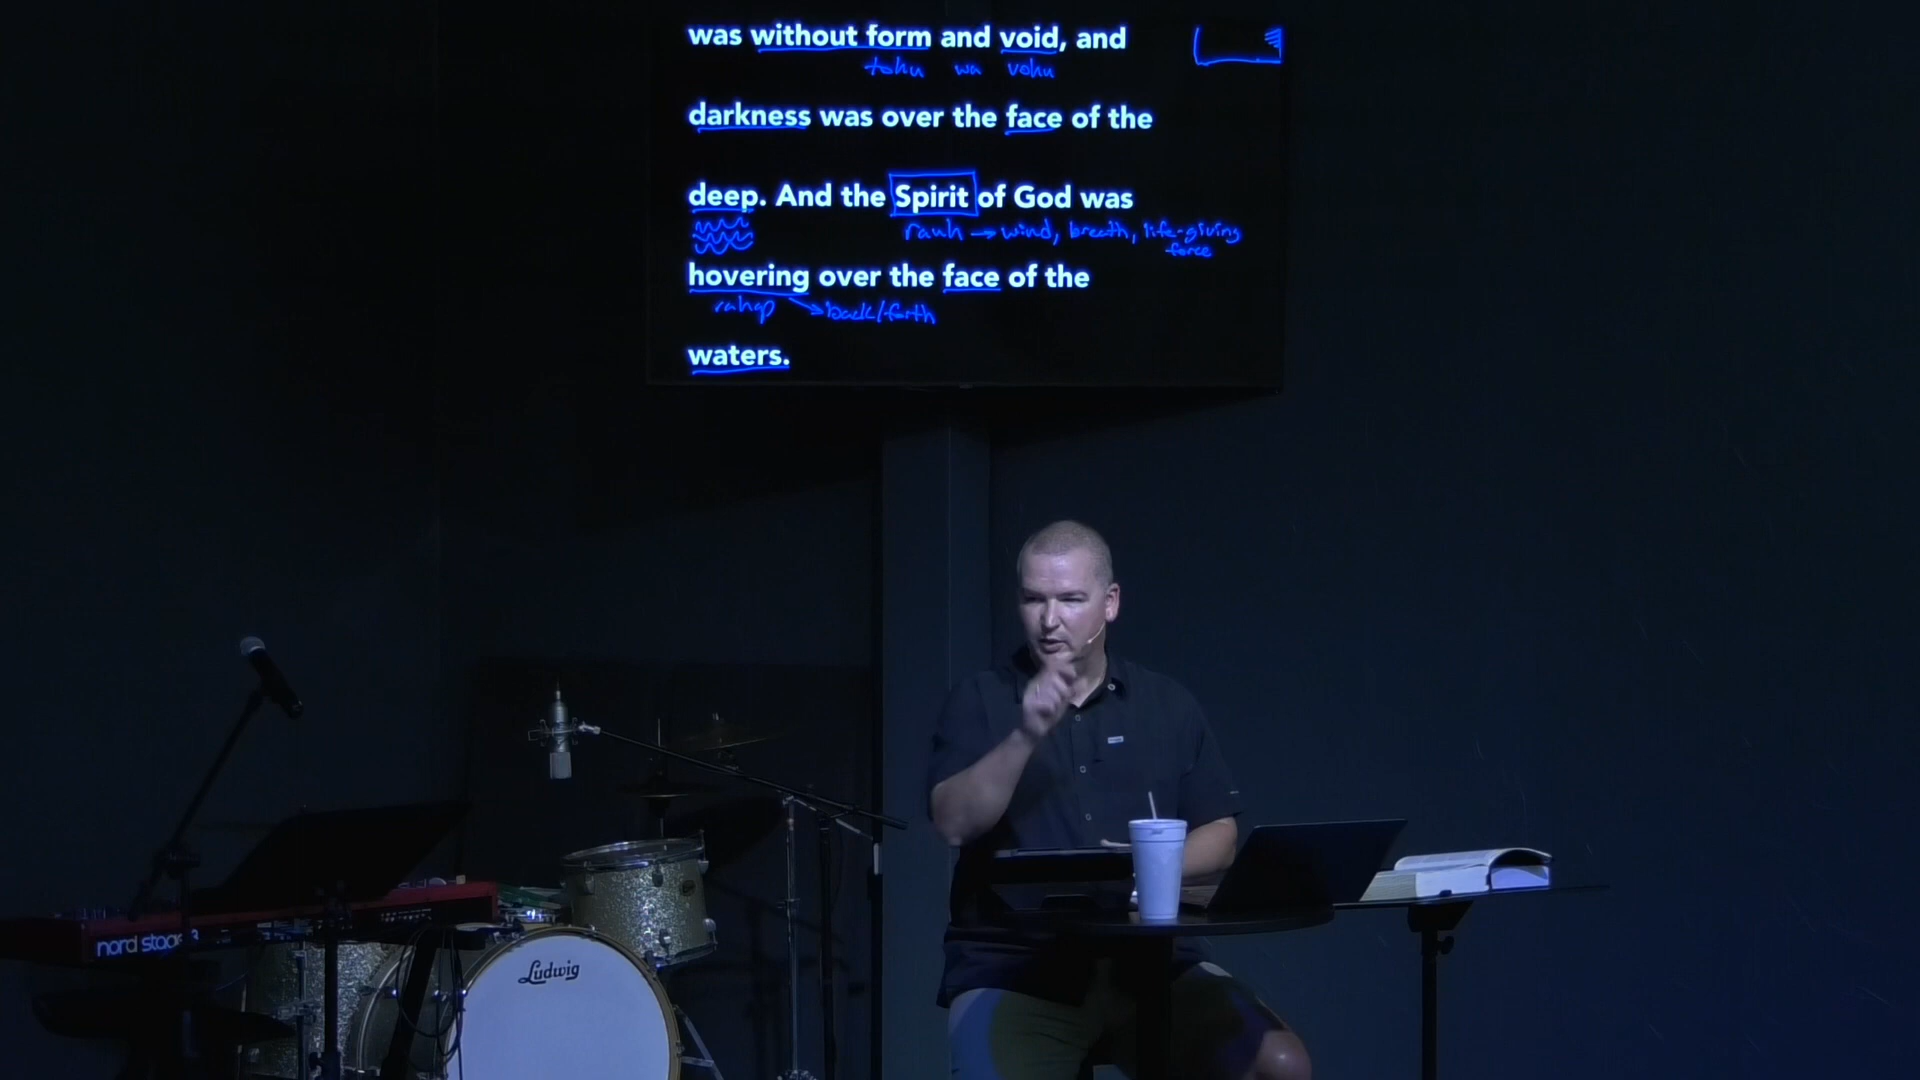 was without form and void, and
tohu wa vohu
darkness was over the face of the
deep. And the Spirit of God was
ruah → wind, breath, life-giving
force
hovering over the face of the
rahap → back/forth
waters.
nord stage 3
Ludwig